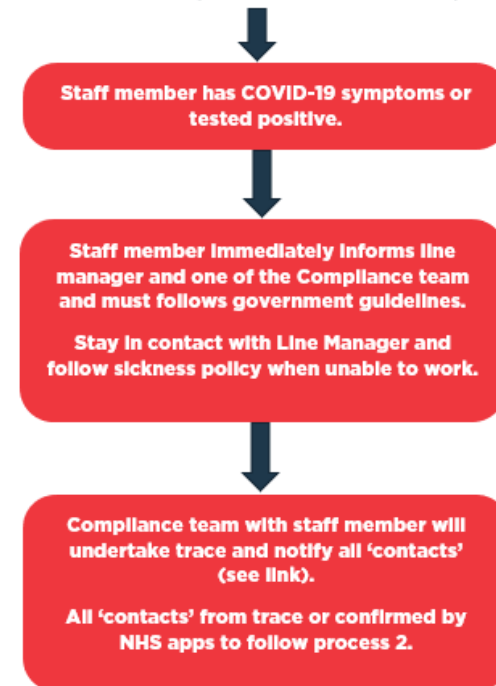 Staff member has COVID-19 symptoms or
tested positive.
Staff member immediately informs line
manager and one of the Compliance team
and must follows government guidelines.
Stay in contact with Line Manager and
follow sickness policy when unable to work.
Compliance team with staff member will
undertake trace and notify all ‘contacts’
(see link).
All ‘contacts’ from trace or confirmed by
NHS apps to follow process 2.